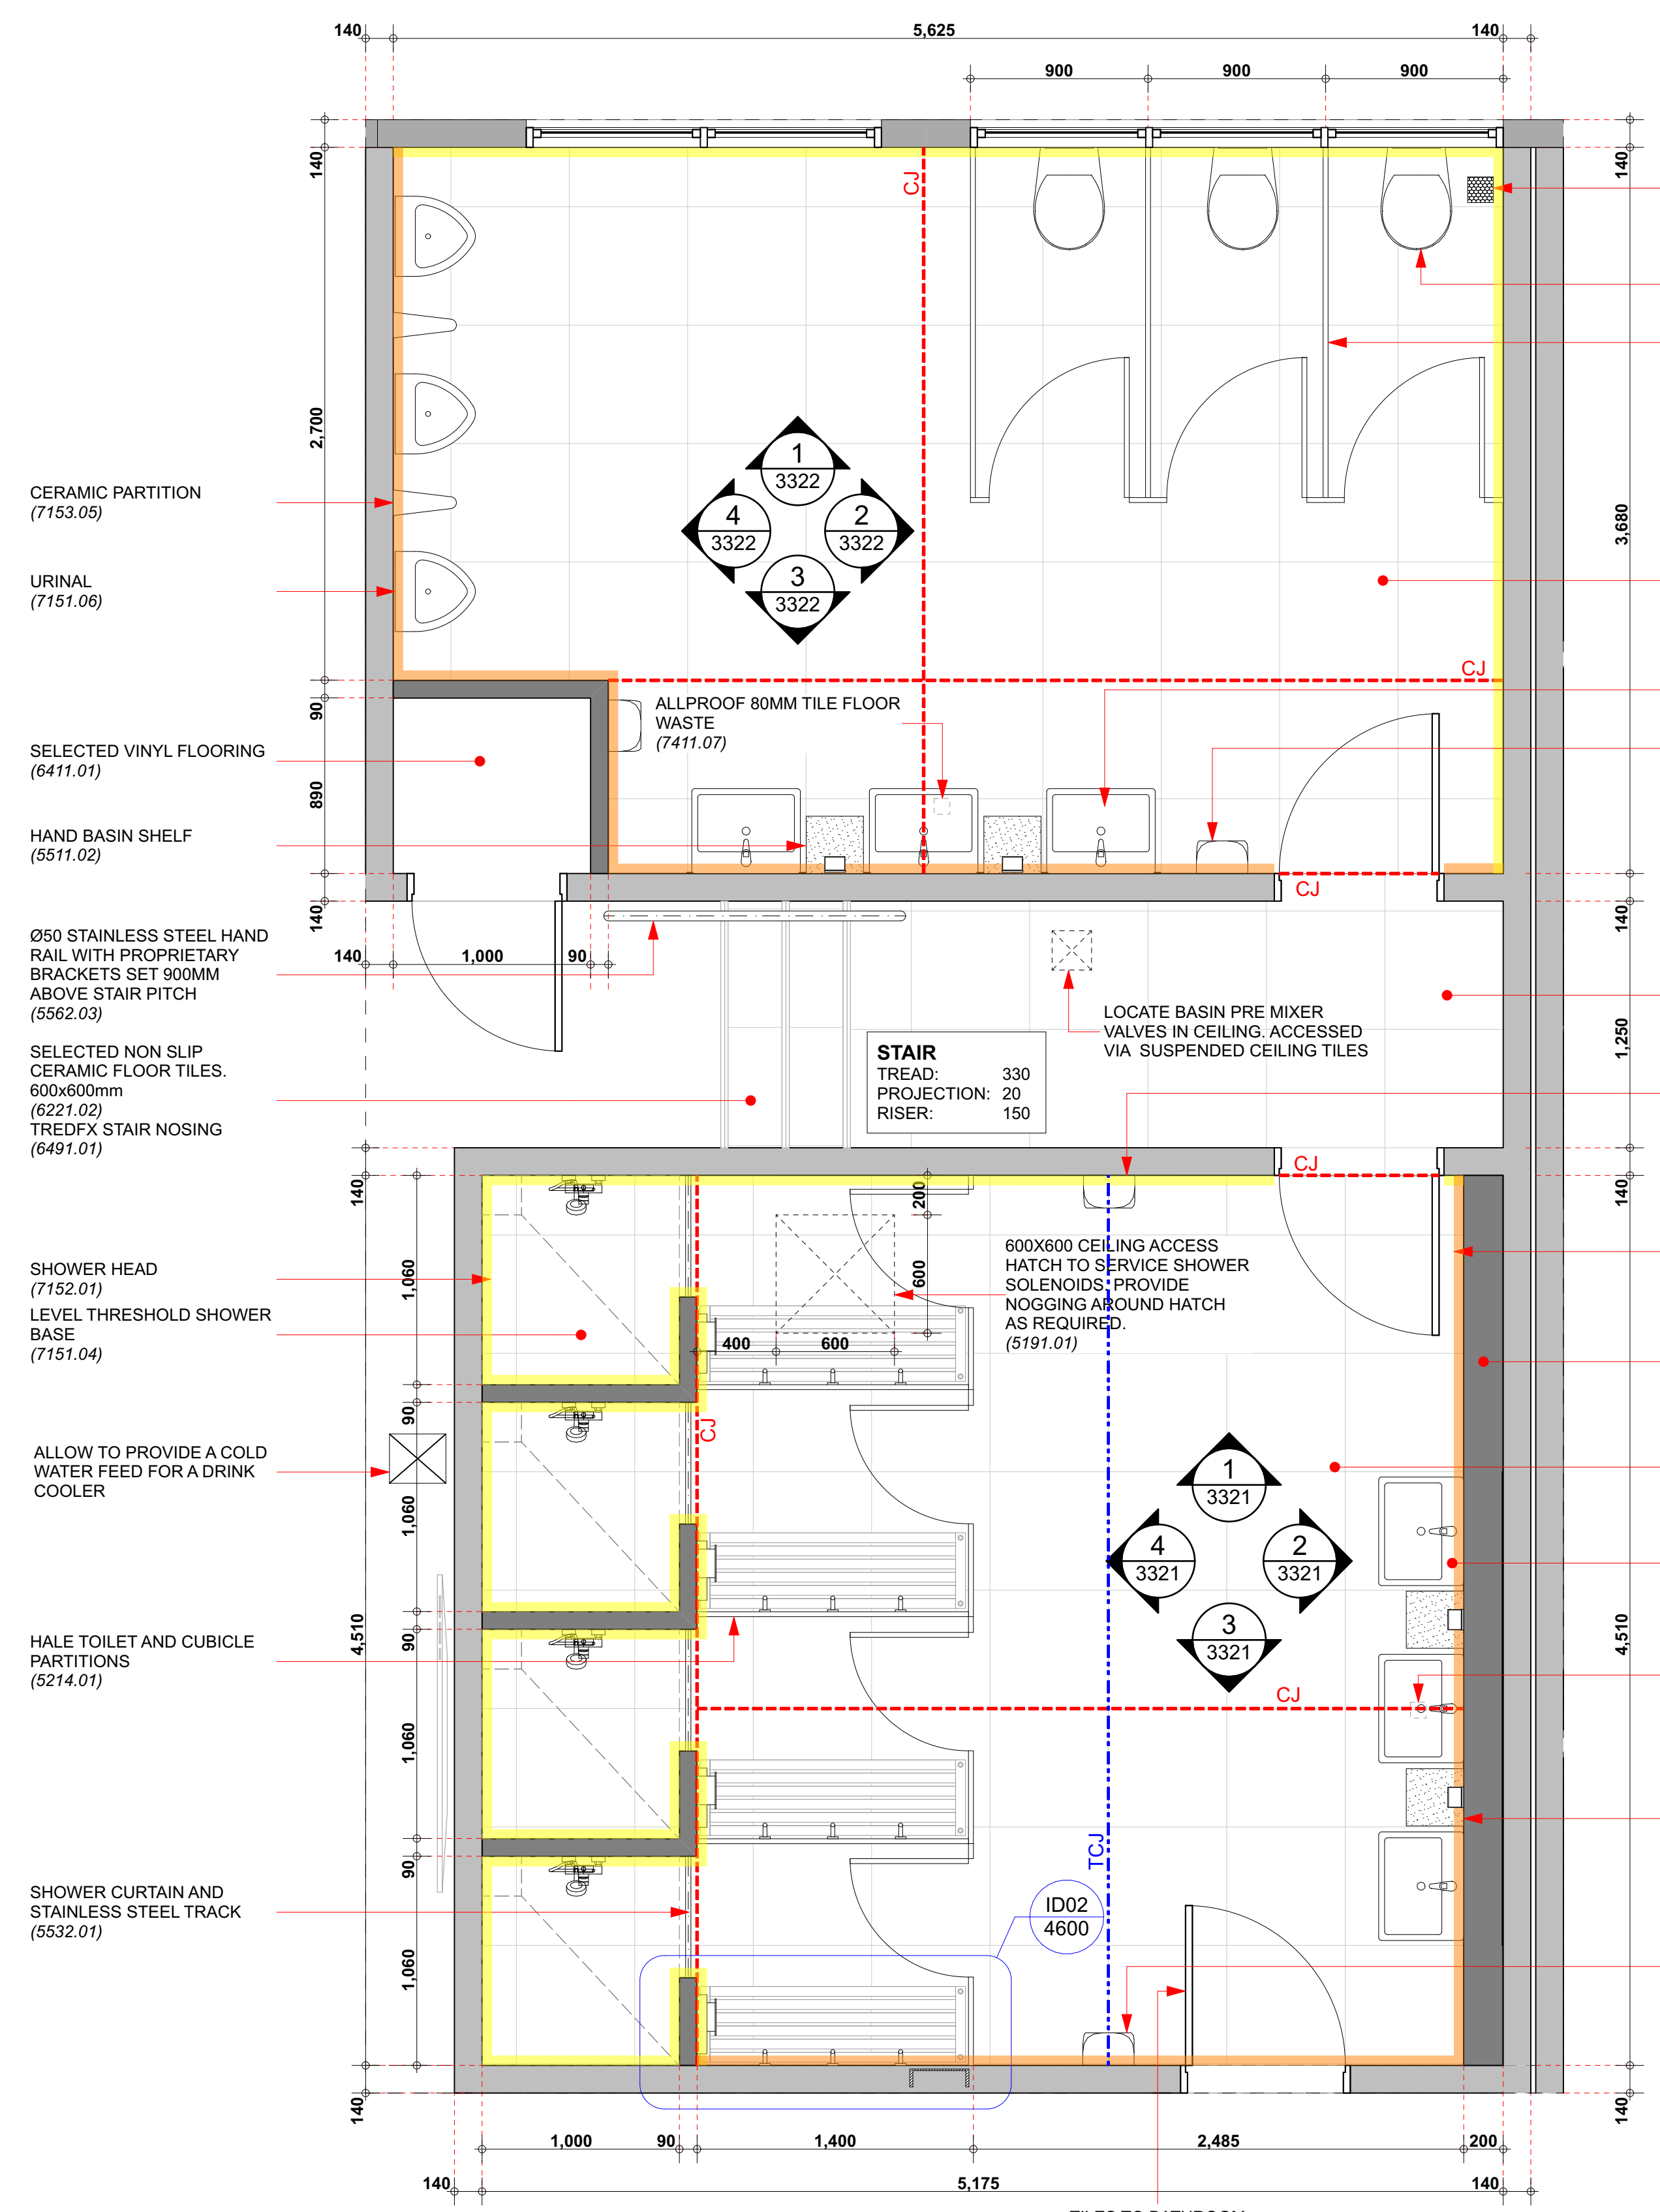 140
5,625
140
900
900
900
140
140
CJ
2,700
3,680
1
3322
4
3322
2
3322
3
3322
CERAMIC PARTITION
(7153.05)
URINAL
(7151.06)
CJ
90
ALLPROOF 80MM TILE FLOOR
WASTE
(7411.07)
SELECTED VINYL FLOORING
(6411.01)
890
HAND BASIN SHELF
(5511.02)
CJ
140
140
Ø50 STAINLESS STEEL HAND
RAIL WITH PROPRIETARY
BRACKETS SET 900MM
ABOVE STAIR PITCH
(5562.03)
140
1,000
90
LOCATE BASIN PRE MIXER
VALVES IN CEILING. ACCESSED
VIA SUSPENDED CEILING TILES
1,250
STAIR
TREAD: 330
PROJECTION: 20
RISER: 150
SELECTED NON SLIP
CERAMIC FLOOR TILES.
600x600mm
(6221.02)
TREDFX STAIR NOSING
(6491.01)
CJ
140
200
140
600X600 CEILING ACCESS
HATCH TO SERVICE SHOWER
SOLENOIDS. PROVIDE
NOGGING AROUND HATCH
AS REQUIRED.
(5191.01)
SHOWER HEAD
(7152.01)
1,060
600
LEVEL THRESHOLD SHOWER
BASE
(7151.04)
400
600
90
CJ
ALLOW TO PROVIDE A COLD
WATER FEED FOR A DRINK
COOLER
1,060
1
3321
4
3321
2
3321
3
3321
4,510
90
4,510
HALE TOILET AND CUBICLE
PARTITIONS
(5214.01)
CJ
1,060
TCJ
90
SHOWER CURTAIN AND
STAINLESS STEEL TRACK
(5532.01)
ID02
4600
1,060
140
140
1,000
90
1,400
2,485
200
140
5,175
140
TILES TO BATHROOM